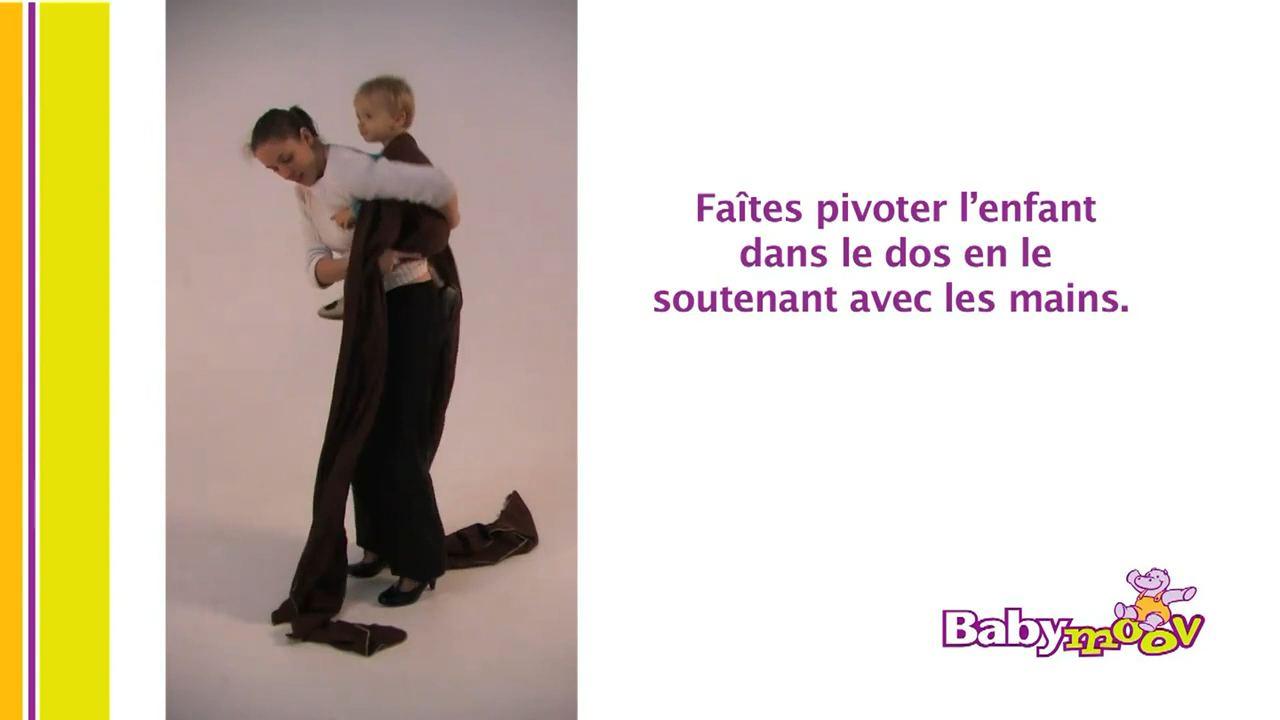 Faîtes pivoter l’enfant
dans le dos en le
soutenant avec les mains.
Babymoov